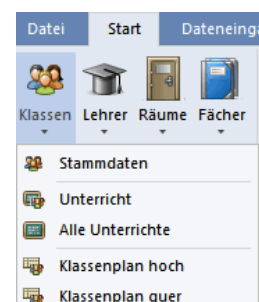 Datei Start Dateneinga
Klassen Lehrer Räume Fächer
Stammdaten
Unterricht
Alle Unterrichte
Klassenplan hoch
Klassenplan quer